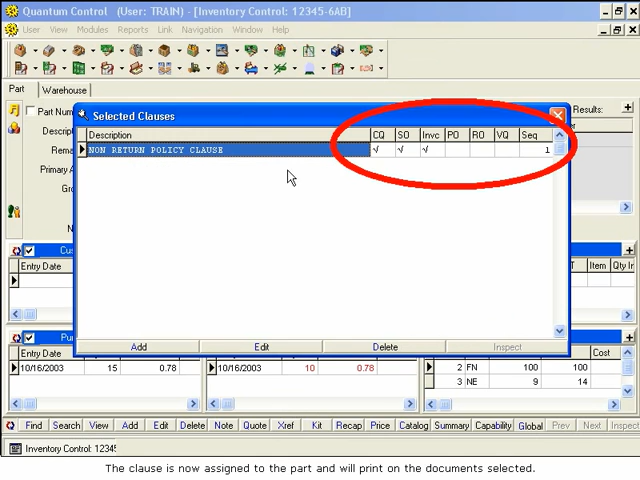 Quantum Control (User: TRAIN) - [Inventory Control: 12345-6AB]
User View Modules Reports Link Navigation Window Help
Part Warehouse
Part Num
Results:
Descrip
Rema
Primary A
Gro
N
Selected Clauses
Description CQ SO Invc PO RO VQ Seq
NON RETURN POLICY CLAUSE √ √ √ 1
Cus
Entry Date
T Item Qty In
Add Edit Delete Inspect
Pu
Entry Date Cost
10/16/2003 15 0.78 10/16/2003 10 0.78 2 FN 100 100
3 NE 9 14
Find Search View Add Edit Delete Note Quote Xref Kit Recap Price Catalog Summary Capability Global Prev Next Inspect
Inventory Control: 1234
The clause is now assigned to the part and will print on the documents selected.